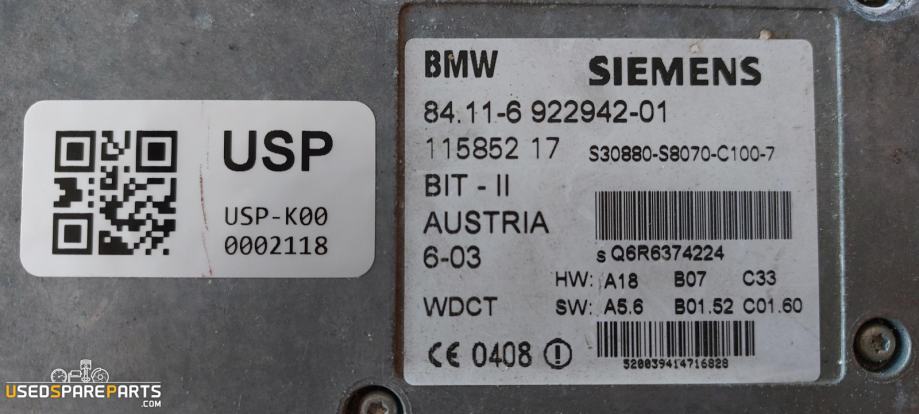 USP
USP-K00
0002118
BMW SIEMENS
84.11-6 922942-01
115852 17 S30880-S8070-C100-7
BIT - II
AUSTRIA
6-03
s Q6R6374224
HW: A18 B07 C33
WDCT SW: A5.6 B01.52 C01.60
CE 0408
520039414716828
USEDSPAREPARTS
.COM